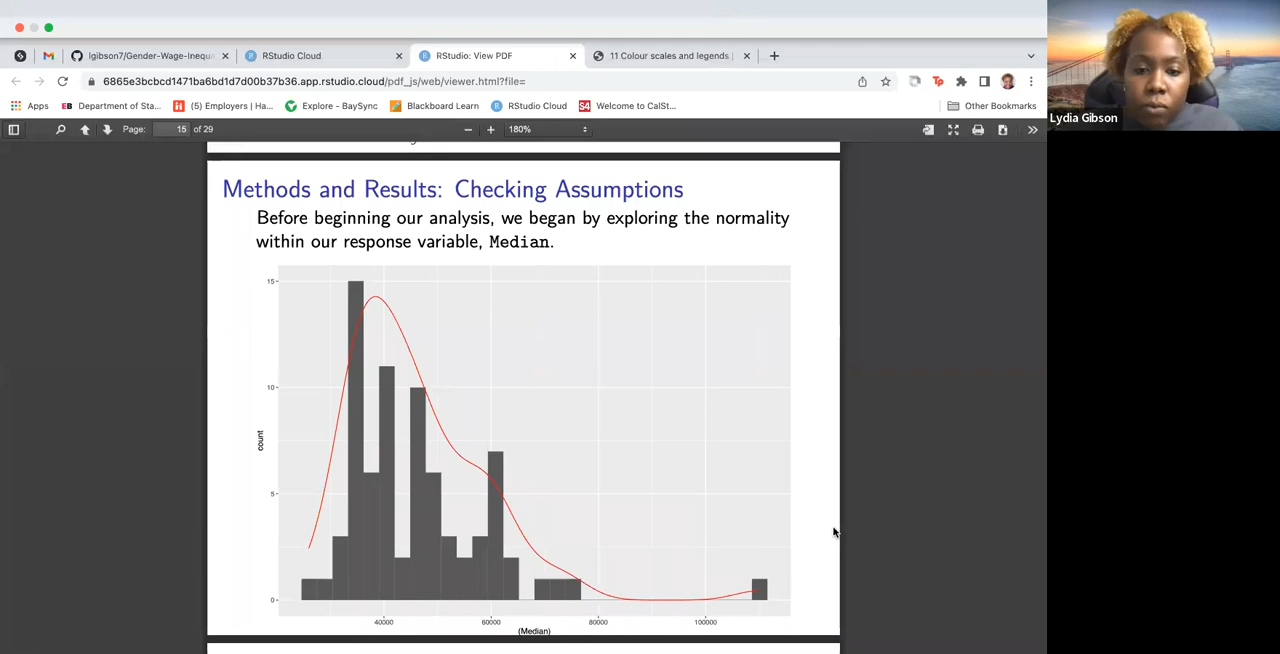 lgibson7/Gender-Wage-Inequ
RStudio Cloud
RStudio: View PDF
11 Colour scales and legends
6865e3bcbcd1471ba6bd1d7d00b37b36.app.rstudio.cloud/pdf_js/web/viewer.html?file=
Apps
EB Department of Sta...
(5) Employers | Ha...
Explore - BaySync
Blackboard Learn
RStudio Cloud
S4 Welcome to CalSt...
Other Bookmarks
Page: 15 of 29
180%
Lydia Gibson
Methods and Results: Checking Assumptions
Before beginning our analysis, we began by exploring the normality
within our response variable, Median.
15
10
5
0
count
40000
60000
80000
100000
(Median)